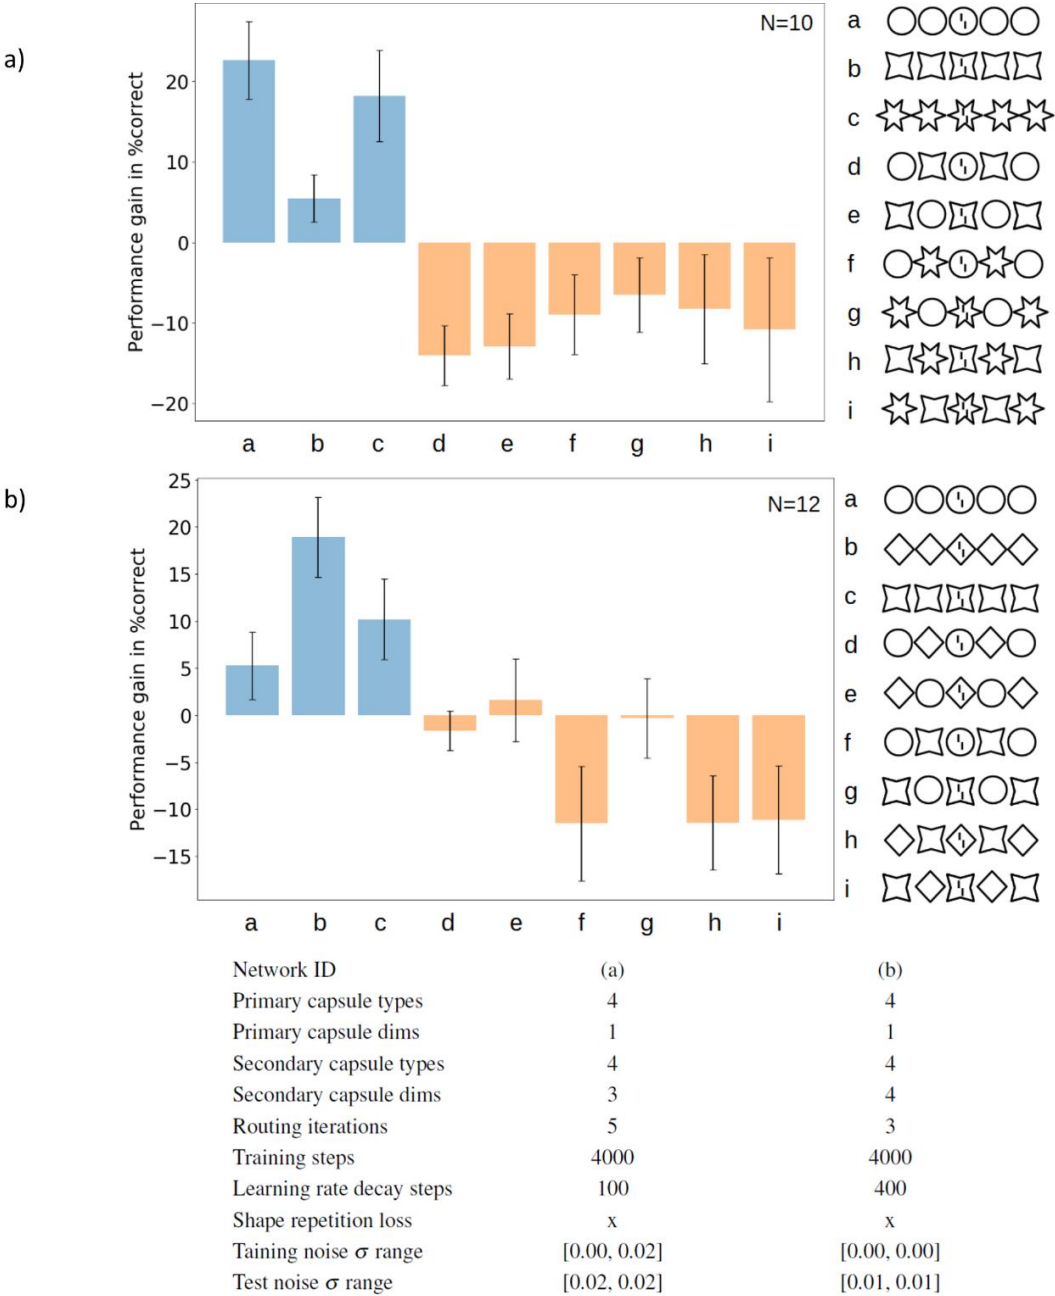 a)
N=10
Performance gain in %correct
20
10
0
−10
−20
a b c d e f g h i
a
b
c
d
e
f
g
h
i
b)
N=12
Performance gain in %correct
25
20
15
10
5
0
−5
−10
−15
a b c d e f g h i
a
b
c
d
e
f
g
h
i
Network ID (a) (b)
Primary capsule types 4 4
Primary capsule dims 1 1
Secondary capsule types 4 4
Secondary capsule dims 3 4
Routing iterations 5 3
Training steps 4000 4000
Learning rate decay steps 100 400
Shape repetition loss x x
Taining noise σ range [0.00, 0.02] [0.00, 0.00]
Test noise σ range [0.02, 0.02] [0.01, 0.01]